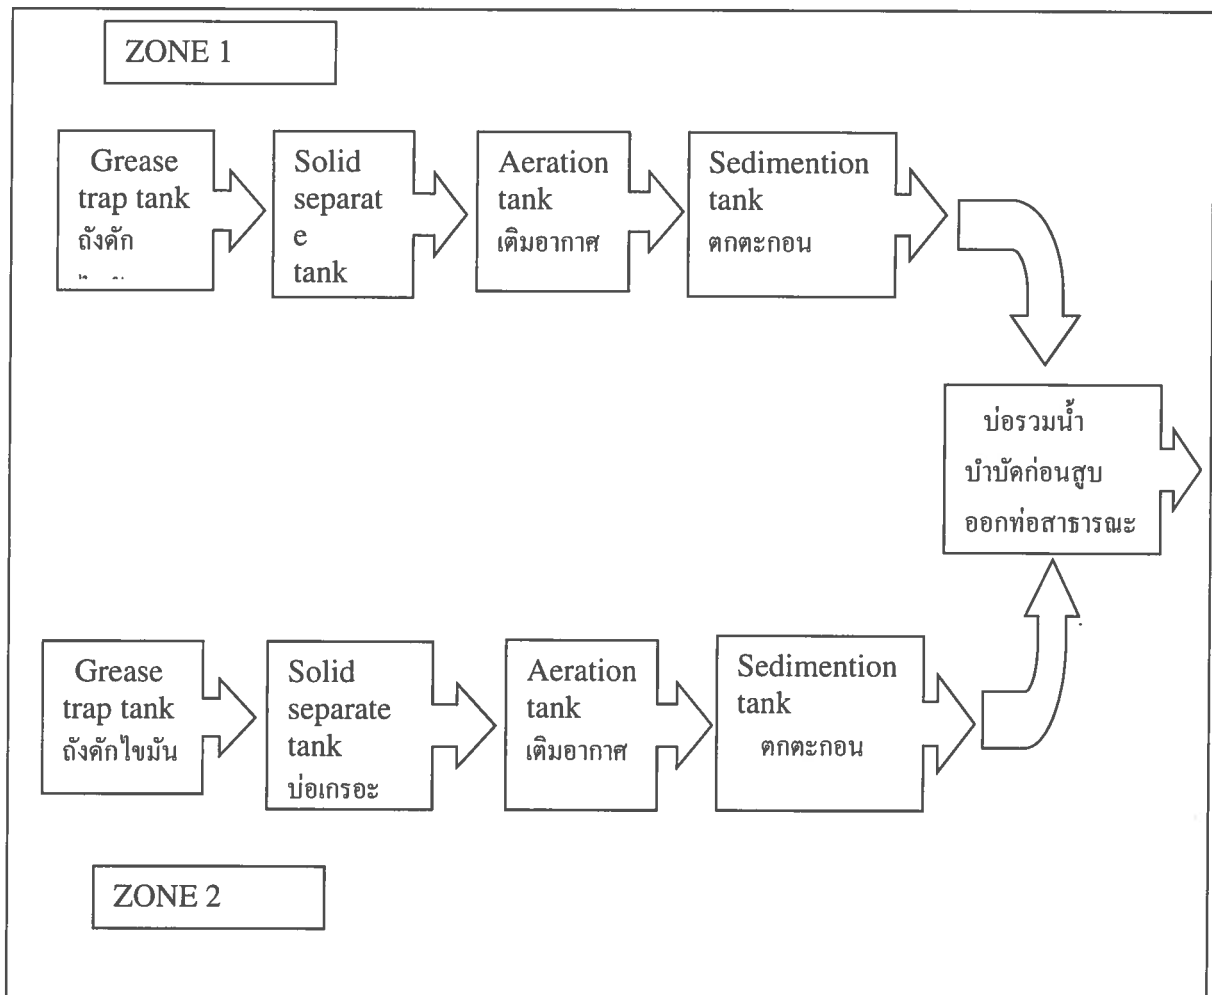 ZONE 1
Grease
trap tank
ถังดัก
Solid
separat
e
tank
Aeration
tank
เติมอากาศ
Sedimention
tank
ตกตะกอน
บ่อรวมน้ำ
บำบัดก่อนสูบ
ออกท่อสาธารณะ
Grease
trap tank
ถังดักไขมัน
Solid
separate
tank
บ่อเกรอะ
Aeration
tank
เติมอากาศ
Sedimention
tank
ตกตะกอน
ZONE 2